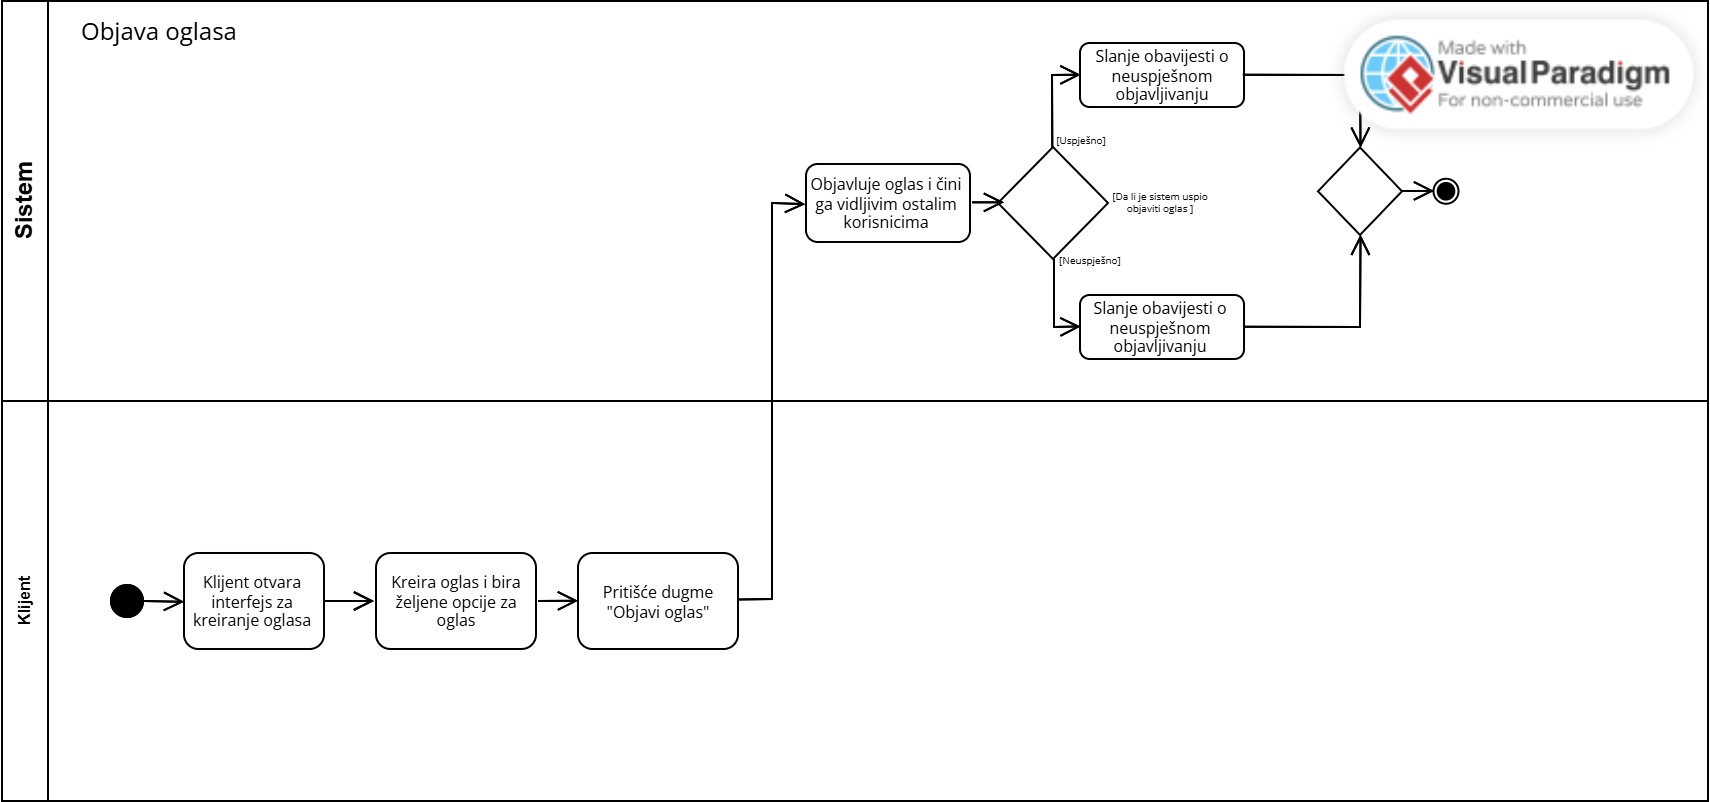 Objava oglasa
Sistem
Slanje obavijesti o
neuspješnom
objavljivanju
Made with
Visual Paradigm
For non-commercial use
[Uspješno]
Objavluje oglas i čini
ga vidljivim ostalim
korisnicima
[Da li je sistem uspio
objaviti oglas ]
[Neuspješno]
Slanje obavijesti o
neuspješnom
objavljivanju
Klijent
Klijent otvara
interfejs za
kreiranje oglasa
Kreira oglas i bira
željene opcije za
oglas
Pritišće dugme
"Objavi oglas"